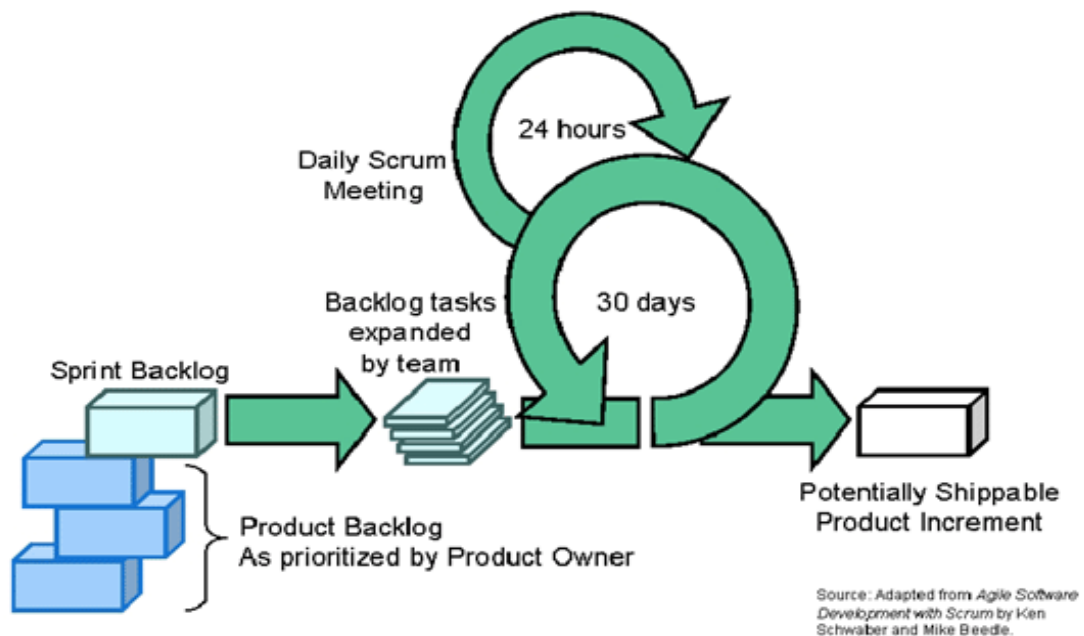 24 hours
Daily Scrum
Meeting
30 days
Backlog tasks
expanded
by team
Sprint Backlog
Potentially Shippable
Product Increment
Product Backlog
As prioritized by Product Owner
Source: Adapted from Agile Software
Development with Scrum by Ken
Schwaber and Mike Beedle.